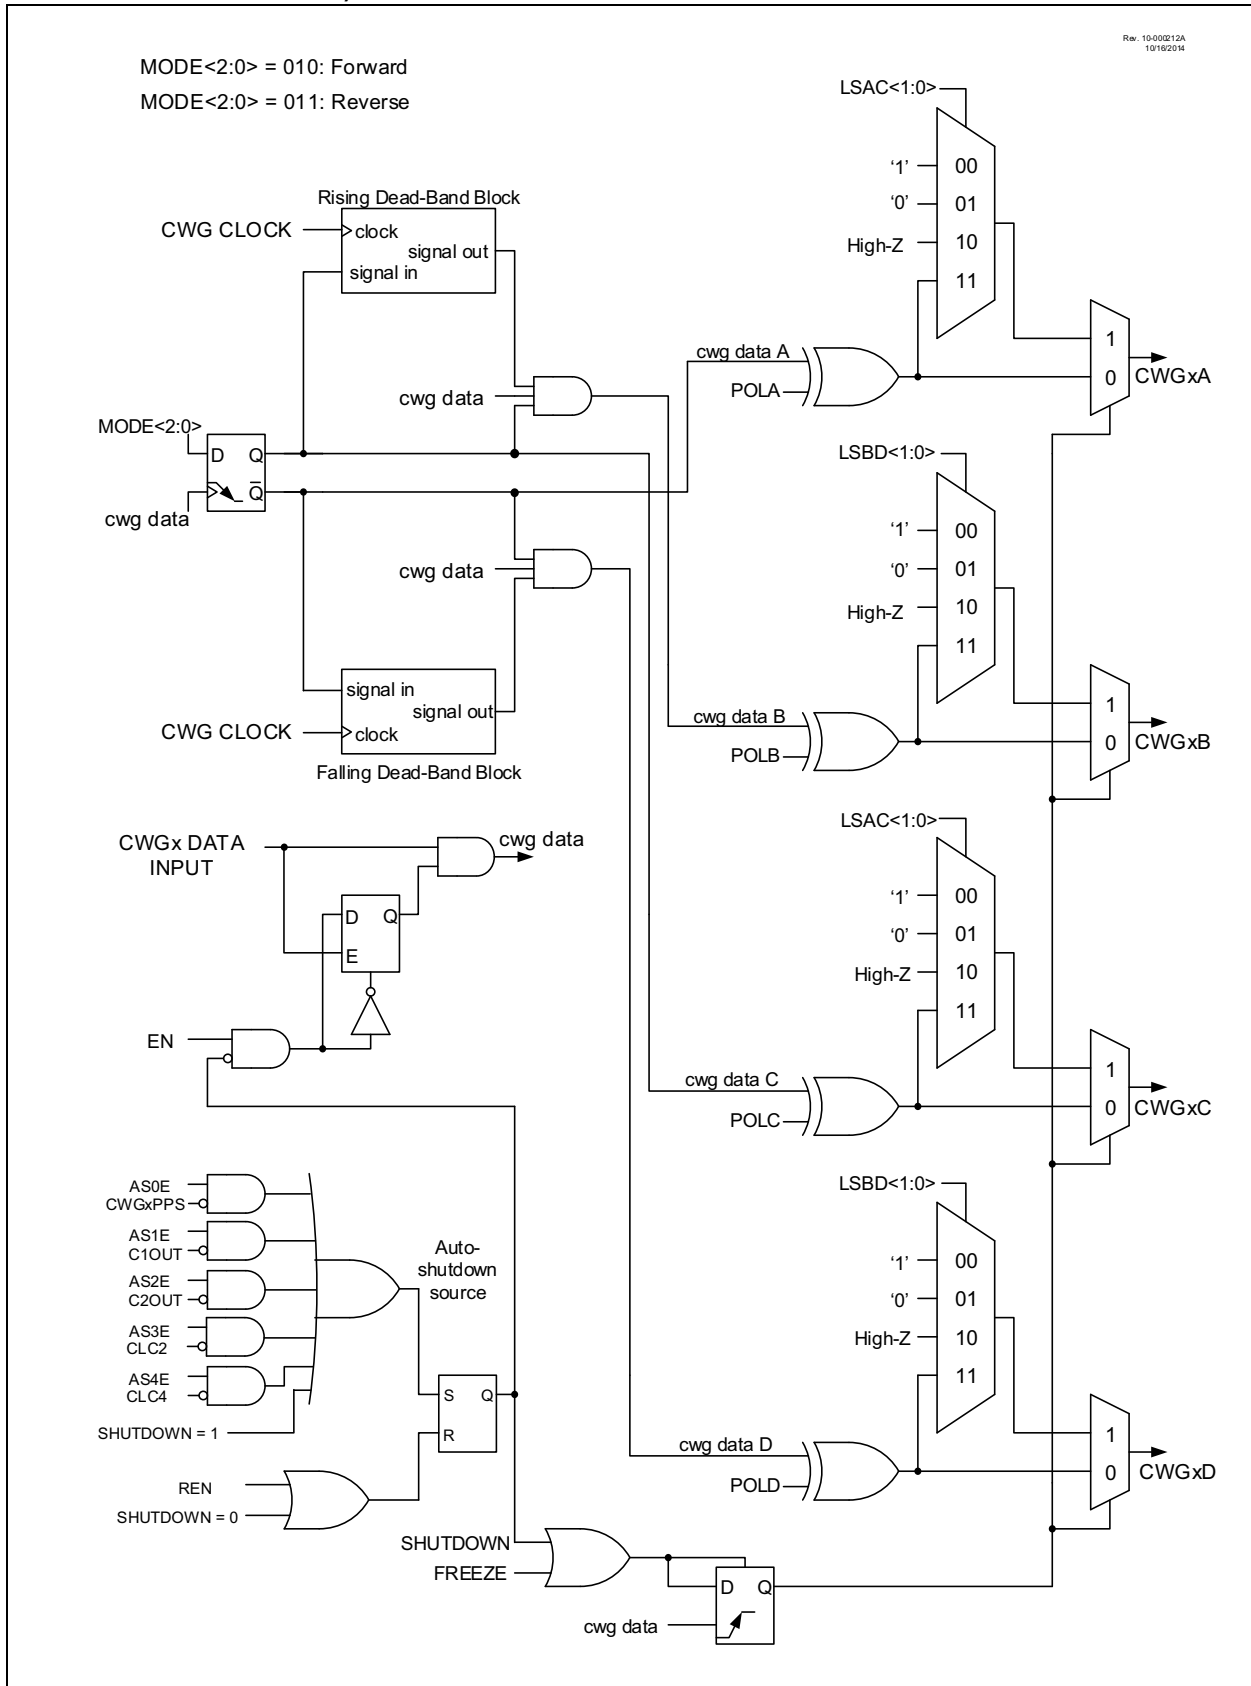 Rev. 10-000212A
10/16/2014
MODE<2:0> = 010: Forward
MODE<2:0> = 011: Reverse
LSAC<1:0>
'1'
00
'0'
01
High-Z
10
11
1
0
CWGxA
Rising Dead-Band Block
CWG CLOCK
clock
signal out
signal in
cwg data A
POLA
cwg data
MODE<2:0>
D
Q
Q
cwg data
cwg data
signal in
signal out
CWG CLOCK
clock
Falling Dead-Band Block
LSBD<1:0>
'1'
00
'0'
01
High-Z
10
11
cwg data B
POLB
1
0
CWGxB
CWGx DATA
INPUT
cwg data
D
Q
E
EN
LSAC<1:0>
'1'
00
'0'
01
High-Z
10
11
cwg data C
POLC
1
0
CWGxC
AS0E
CWGxPPS
AS1E
C1OUT
AS2E
C2OUT
AS3E
CLC2
AS4E
CLC4
SHUTDOWN = 1
Auto-
shutdown
source
S
Q
R
REN
SHUTDOWN = 0
LSBD<1:0>
'1'
00
'0'
01
High-Z
10
11
cwg data D
POLD
1
0
CWGxD
SHUTDOWN
FREEZE
D
Q
cwg data